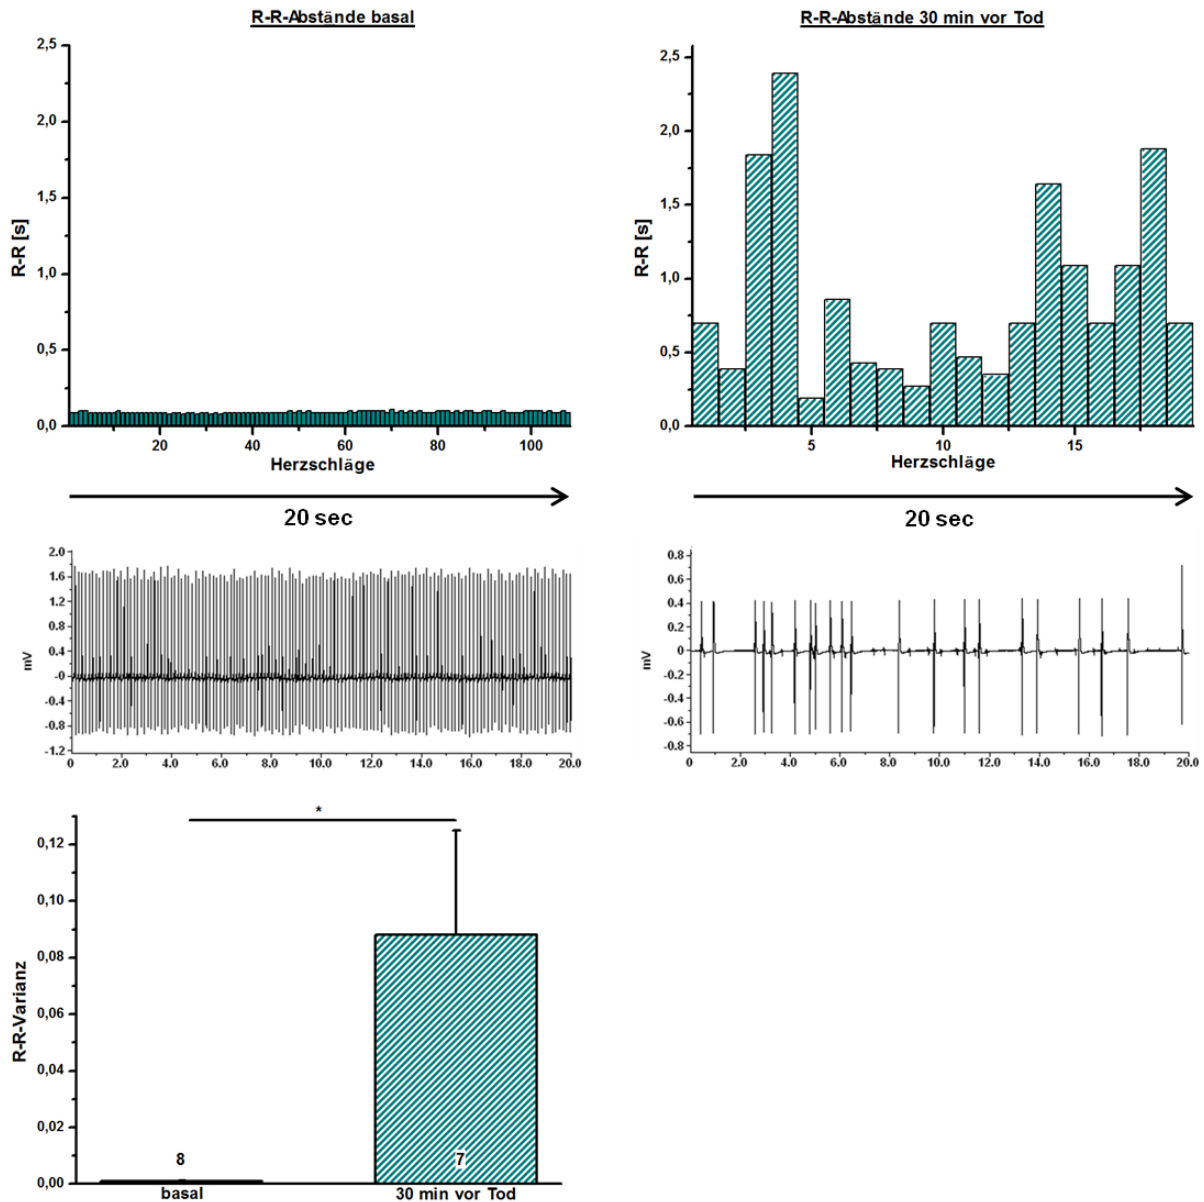 R-R-Abstände basal
R-R [s]
2,5
2,0
1,5
1,0
0,5
0,0
20 40 60 80 100
Herzschläge
20 sec
R-R-Abstände 30 min vor Tod
R-R [s]
2,5
2,0
1,5
1,0
0,5
0,0
5 10 15
Herzschläge
20 sec
mV
2.0
1.6
1.2
0.8
0.4
-0
-0.4
-0.8
-1.2
0 2.0 4.0 6.0 8.0 10.0 12.0 14.0 16.0 18.0 20.0
mV
0.8
0.6
0.4
0.2
0
-0.2
-0.4
-0.6
-0.8
0 2.0 4.0 6.0 8.0 10.0 12.0 14.0 16.0 18.0 20.0
R-R-Varianz
0,12
0,10
0,08
0,06
0,04
0,02
0,00
*
8 7
basal 30 min vor Tod